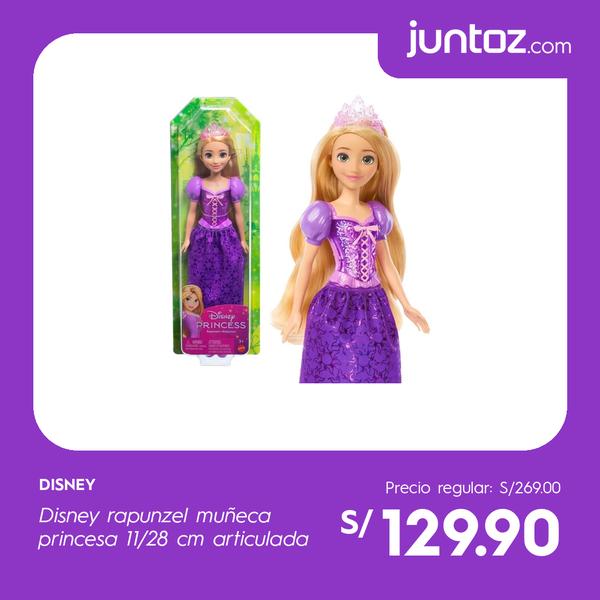 juntoz.com
Disney
PRINCESS
3+
DISNEY
Disney rapunzel muñeca
princesa 11/28 cm articulada
Precio regular: S/269.00
S/129.90